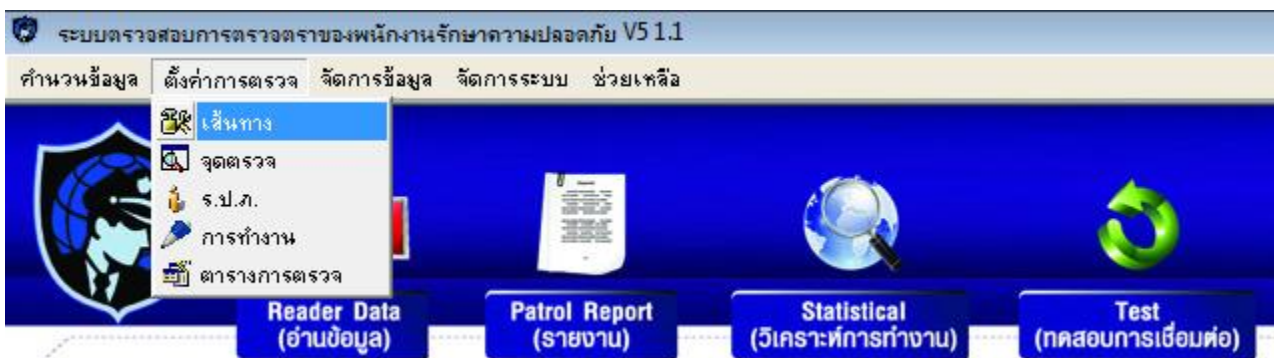 ระบบตรวจสอบการตรวจตราของพนักงานรักษาความปลอดภัย V5 1.1
คำนวนข้อมูล ตั้งค่าการตรวจ จัดการข้อมูล จัดการระบบ ช่วยเหลือ
เส้นทาง
จุดตรวจ
ร.ป.ภ.
การทำงาน
ตารางการตรวจ
Reader Data
(อ่านข้อมูล)
Patrol Report
(รายงาน)
Statistical
(วิเคราะห์การทำงาน)
Test
(ทดสอบการเชื่อมต่อ)